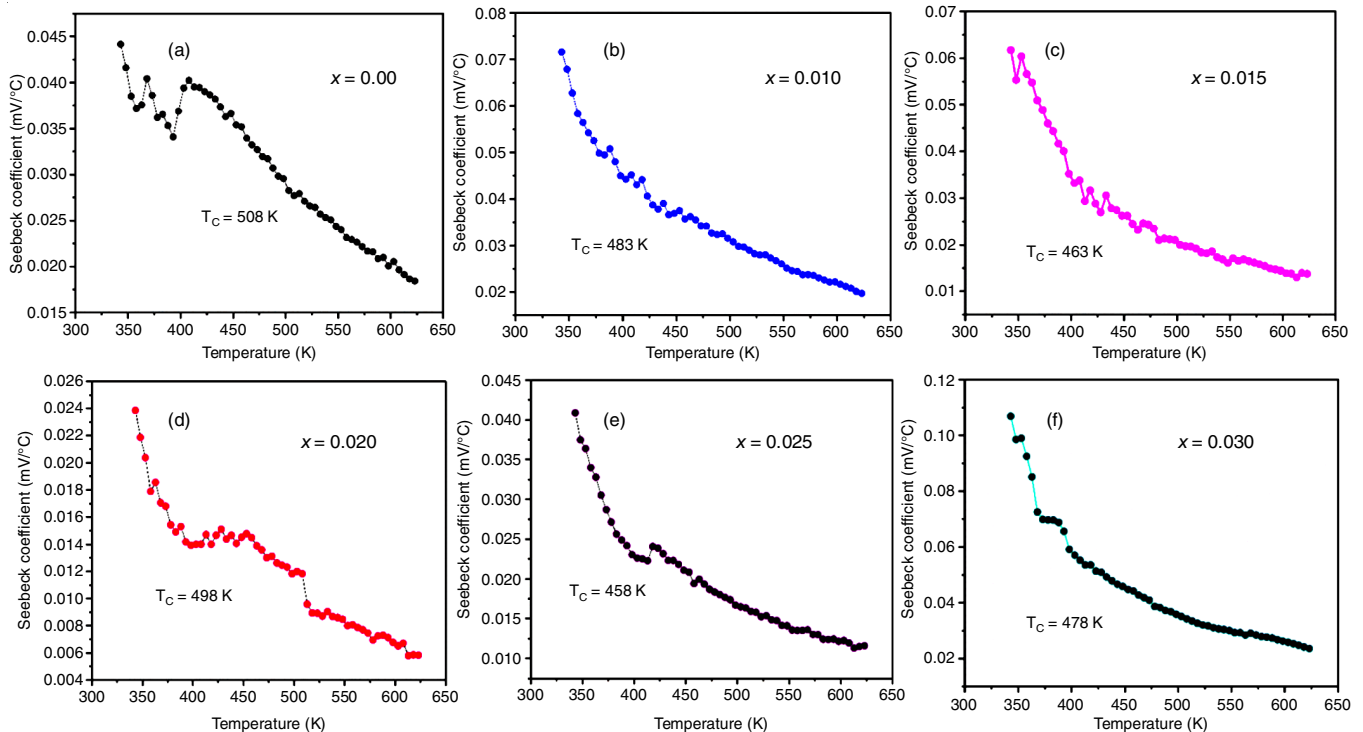 (a)
x = 0.00
T_C = 508 K
Seebeck coefficient (mV/°C)
0.045
0.040
0.035
0.030
0.025
0.020
0.015
300 350 400 450 500 550 600 650
Temperature (K)
(b)
x = 0.010
T_C = 483 K
Seebeck coefficient (mV/°C)
0.08
0.07
0.06
0.05
0.04
0.03
0.02
300 350 400 450 500 550 600 650
Temperature (K)
(c)
x = 0.015
T_C = 463 K
Seebeck coefficient (mV/°C)
0.07
0.06
0.05
0.04
0.03
0.02
0.01
300 350 400 450 500 550 600 650
Temperature (K)
(d)
x = 0.020
T_C = 498 K
Seebeck coefficient (mV/°C)
0.026
0.024
0.022
0.020
0.018
0.016
0.014
0.012
0.010
0.008
0.006
0.004
300 350 400 450 500 550 600 650
Temperature (K)
(e)
x = 0.025
T_C = 458 K
Seebeck coefficient (mV/°C)
0.045
0.040
0.035
0.030
0.025
0.020
0.015
0.010
300 350 400 450 500 550 600 650
Temperature (K)
(f)
x = 0.030
T_C = 478 K
Seebeck coefficient (mV/°C)
0.12
0.10
0.08
0.06
0.04
0.02
300 350 400 450 500 550 600 650
Temperature (K)